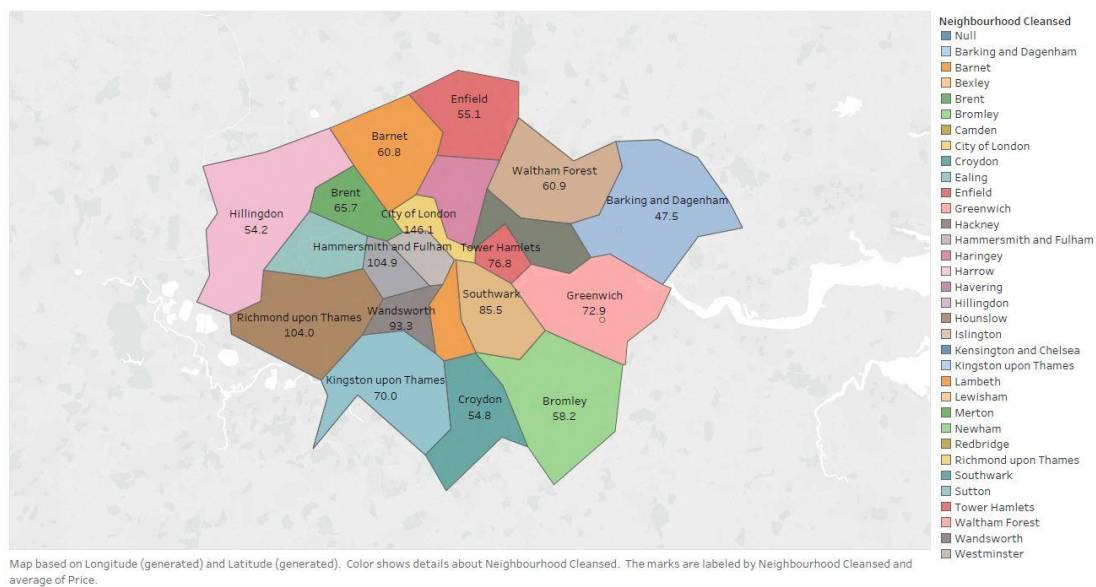 Enfield
55.1
Barnet
60.8
Waltham Forest
60.9
Brent
65.7
Barking and Dagenham
47.5
Hillingdon
54.2
City of London
146.1
Hammersmith and Fulham
104.9
Tower Hamlets
76.8
Southwark
85.5
Greenwich
72.9
Richmond upon Thames
104.0
Wandsworth
93.3
Kingston upon Thames
70.0
Croydon
54.8
Bromley
58.2
Neighbourhood Cleansed
Null
Barking and Dagenham
Barnet
Bexley
Brent
Bromley
Camden
City of London
Croydon
Ealing
Enfield
Greenwich
Hackney
Hammersmith and Fulham
Haringey
Harrow
Havering
Hillingdon
Hounslow
Islington
Kensington and Chelsea
Kingston upon Thames
Lambeth
Lewisham
Merton
Newham
Redbridge
Richmond upon Thames
Southwark
Sutton
Tower Hamlets
Waltham Forest
Wandsworth
Westminster
Map based on Longitude (generated) and Latitude (generated). Color shows details about Neighbourhood Cleansed. The marks are labeled by Neighbourhood Cleansed and
average of Price.